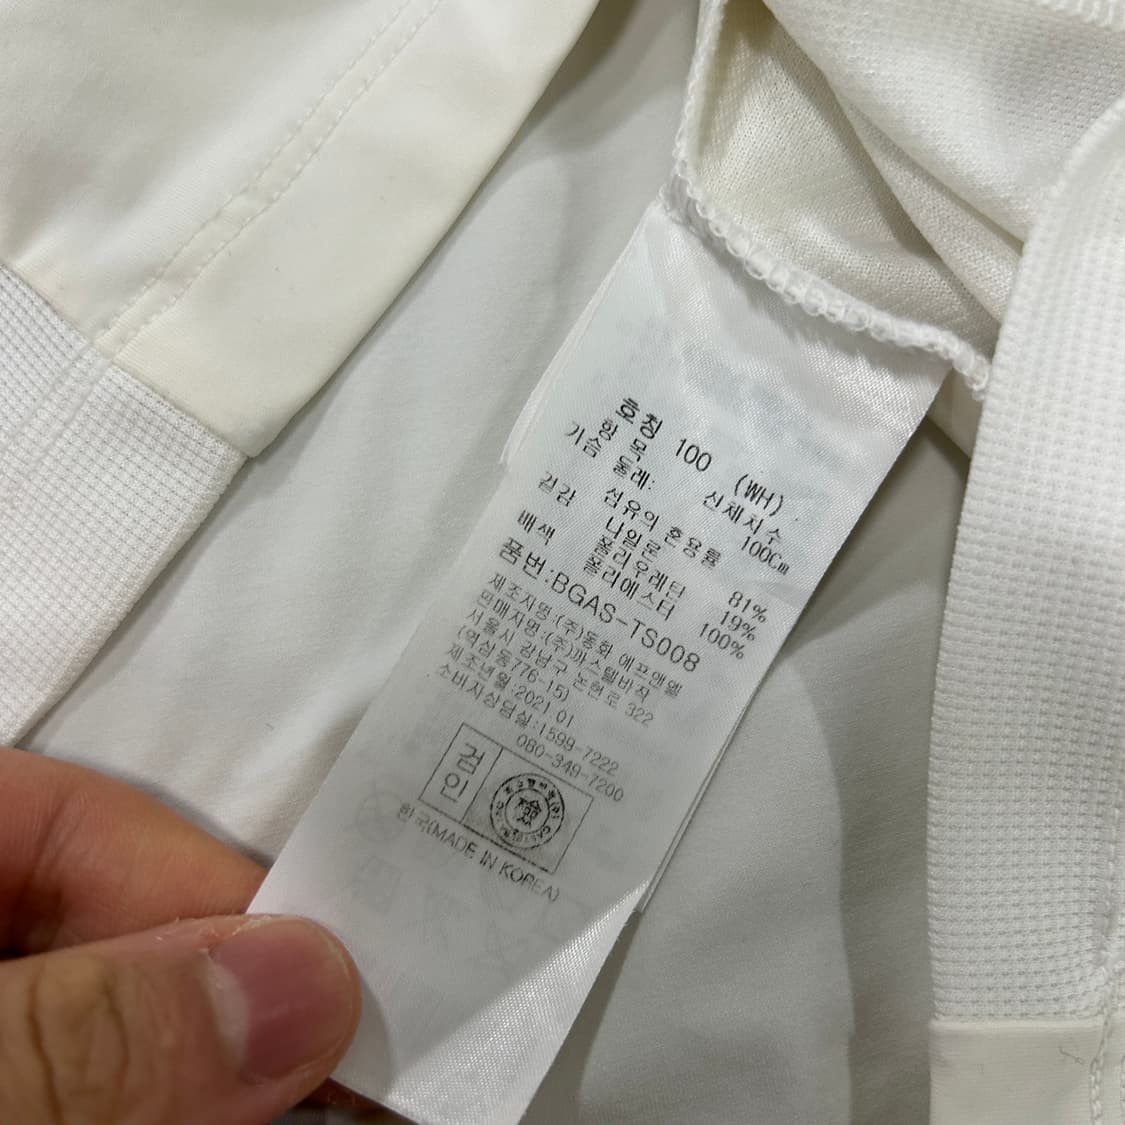 호칭 100 (WH)
항 목 신체치수
가슴 둘레: 100Cm
섬유의 혼용률
겉감 나일론 81%
폴리우레탄 19%
배색 폴리에스터 100%
품번:BGAS-TS008
제조자명:(주)동화 에프앤엘
판매자명:(주)까스텔바작
서울시 강남구 논현로 322
(역삼동776-15)
제조년월:2021.01
소비자상담실:1599-7222
080-349-7200
검인
檢
한국(MADE IN KOREA)